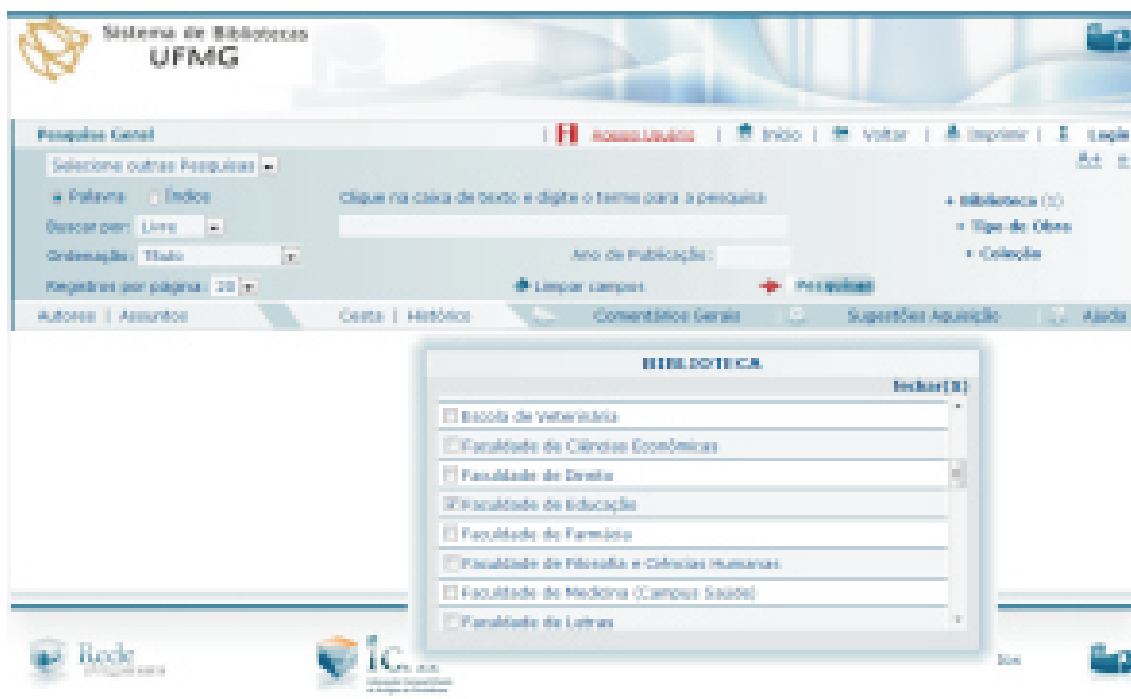 Sistema de Bibliotecas
UFMG
Pesquisa Geral | Acesso Usuário | Início | Voltar | Imprimir | Login
Selecione outras Pesquisas
Palavra Índice
Clique na caixa de texto e digite o termo para a pesquisa
Biblioteca (1)
Buscar por: Livre
Tipo de Obra
Ordenação: Título
Ano de Publicação:
Coleção
Registros por página: 20
Limpar campos
Pesquisar
Autores | Assuntos Cesta | Histórico Comentários Gerais Sugestões Aquisição Ajuda
BIBLIOTECA
fechar(X)
Escola de Veterinária
Faculdade de Ciências Econômicas
Faculdade de Direito
Faculdade de Educação
Faculdade de Farmácia
Faculdade de Filosofia e Ciências Humanas
Faculdade de Medicina (Campus Saúde)
Faculdade de Letras
Rede